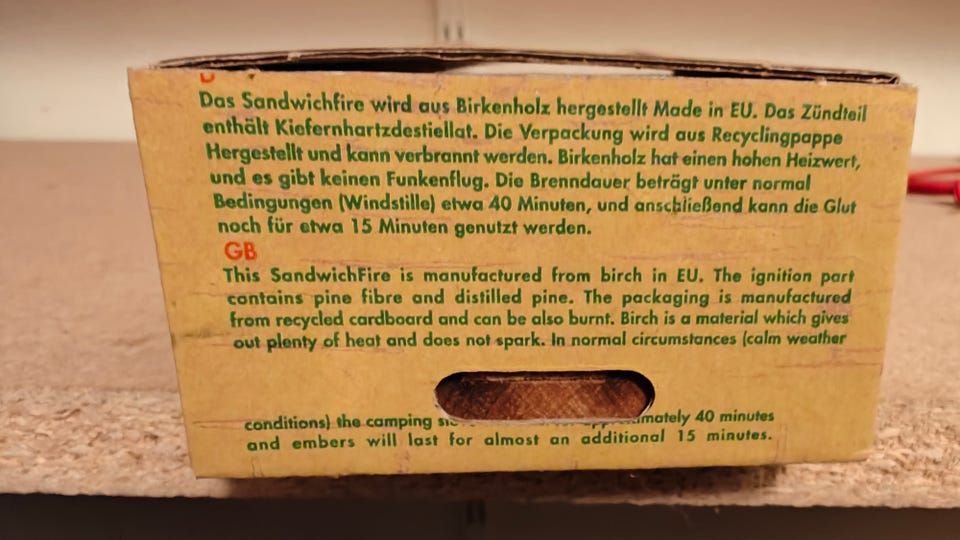 D
Das Sandwichfire wird aus Birkenholz hergestellt Made in EU. Das Zündteil
enthält Kiefernhartzdestiellat. Die Verpackung wird aus Recyclingpappe
Hergestellt und kann verbrannt werden. Birkenholz hat einen hohen Heizwert,
und es gibt keinen Funkenflug. Die Brenndauer beträgt unter normal
Bedingungen (Windstille) etwa 40 Minuten, und anschließend kann die Glut
noch für etwa 15 Minuten genutzt werden.
GB
This SandwichFire is manufactured from birch in EU. The ignition part
contains pine fibre and distilled pine. The packaging is manufactured
from recycled cardboard and can be also burnt. Birch is a material which gives
out plenty of heat and does not spark. In normal circumstances (calm weather
conditions) the camping 40 minutes
and embers will last for almost an additional 15 minutes.